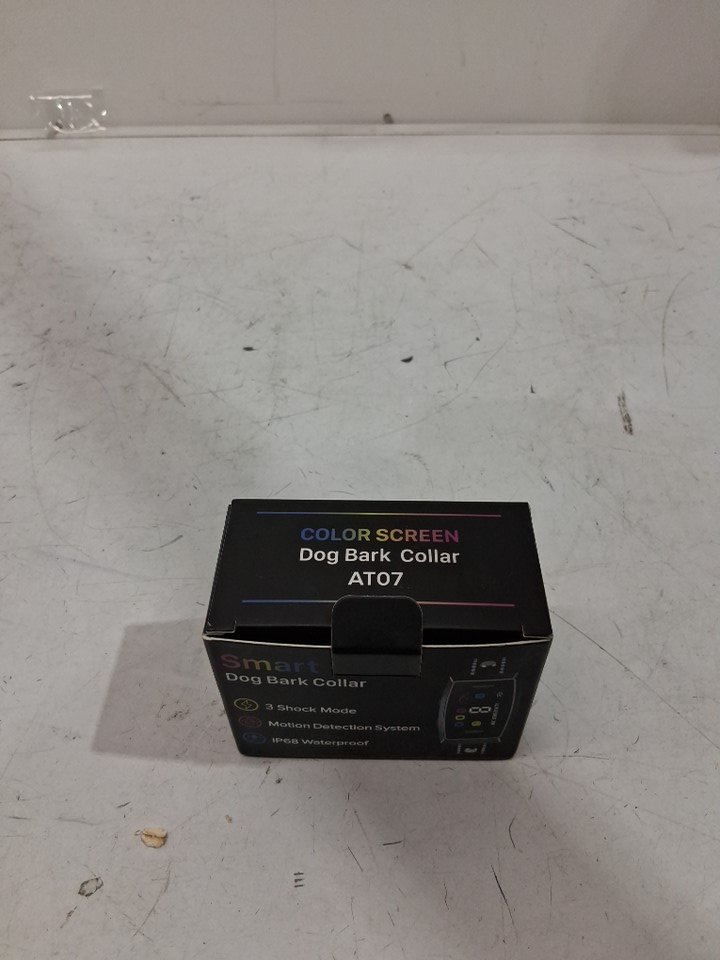 COLOR SCREEN
Dog Bark Collar
AT07
Smart
Dog Bark Collar
3 Shock Mode
Motion Detection System
IP68 Waterproof